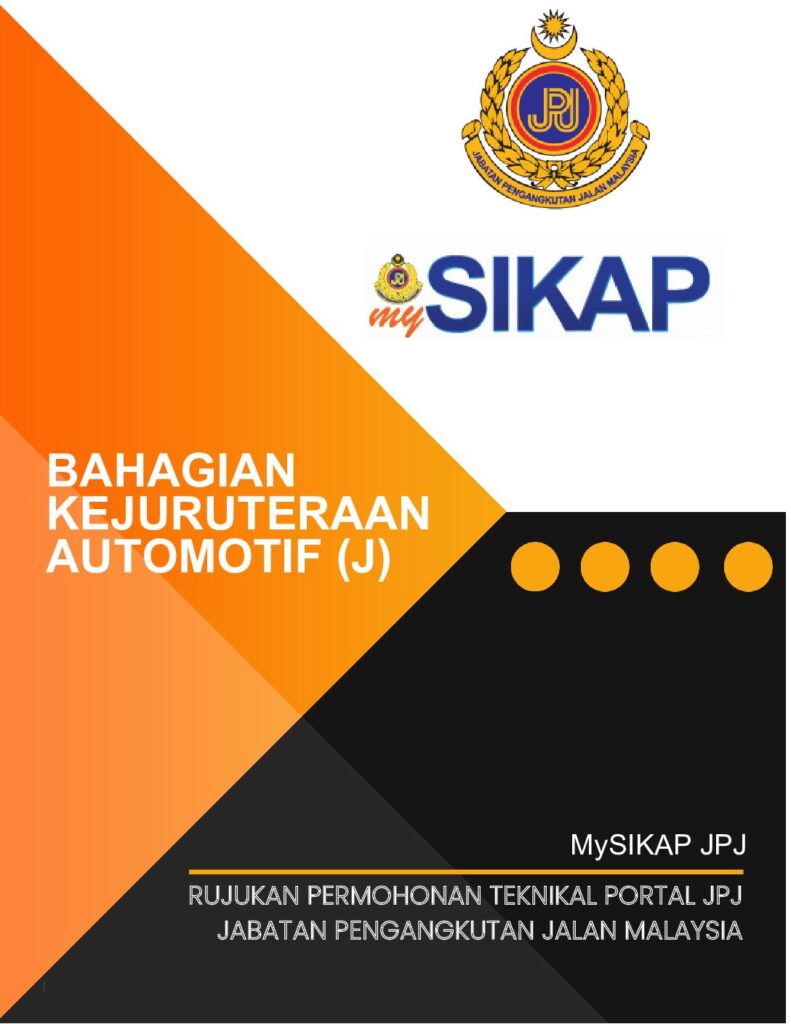 JPJ
JABATAN PENGANGKUTAN JALAN MALAYSIA
JPJ
my SIKAP
BAHAGIAN
KEJURUTERAAN
AUTOMOTIF (J)
MySIKAP JPJ
RUJUKAN PERMOHONAN TEKNIKAL PORTAL JPJ
JABATAN PENGANGKUTAN JALAN MALAYSIA